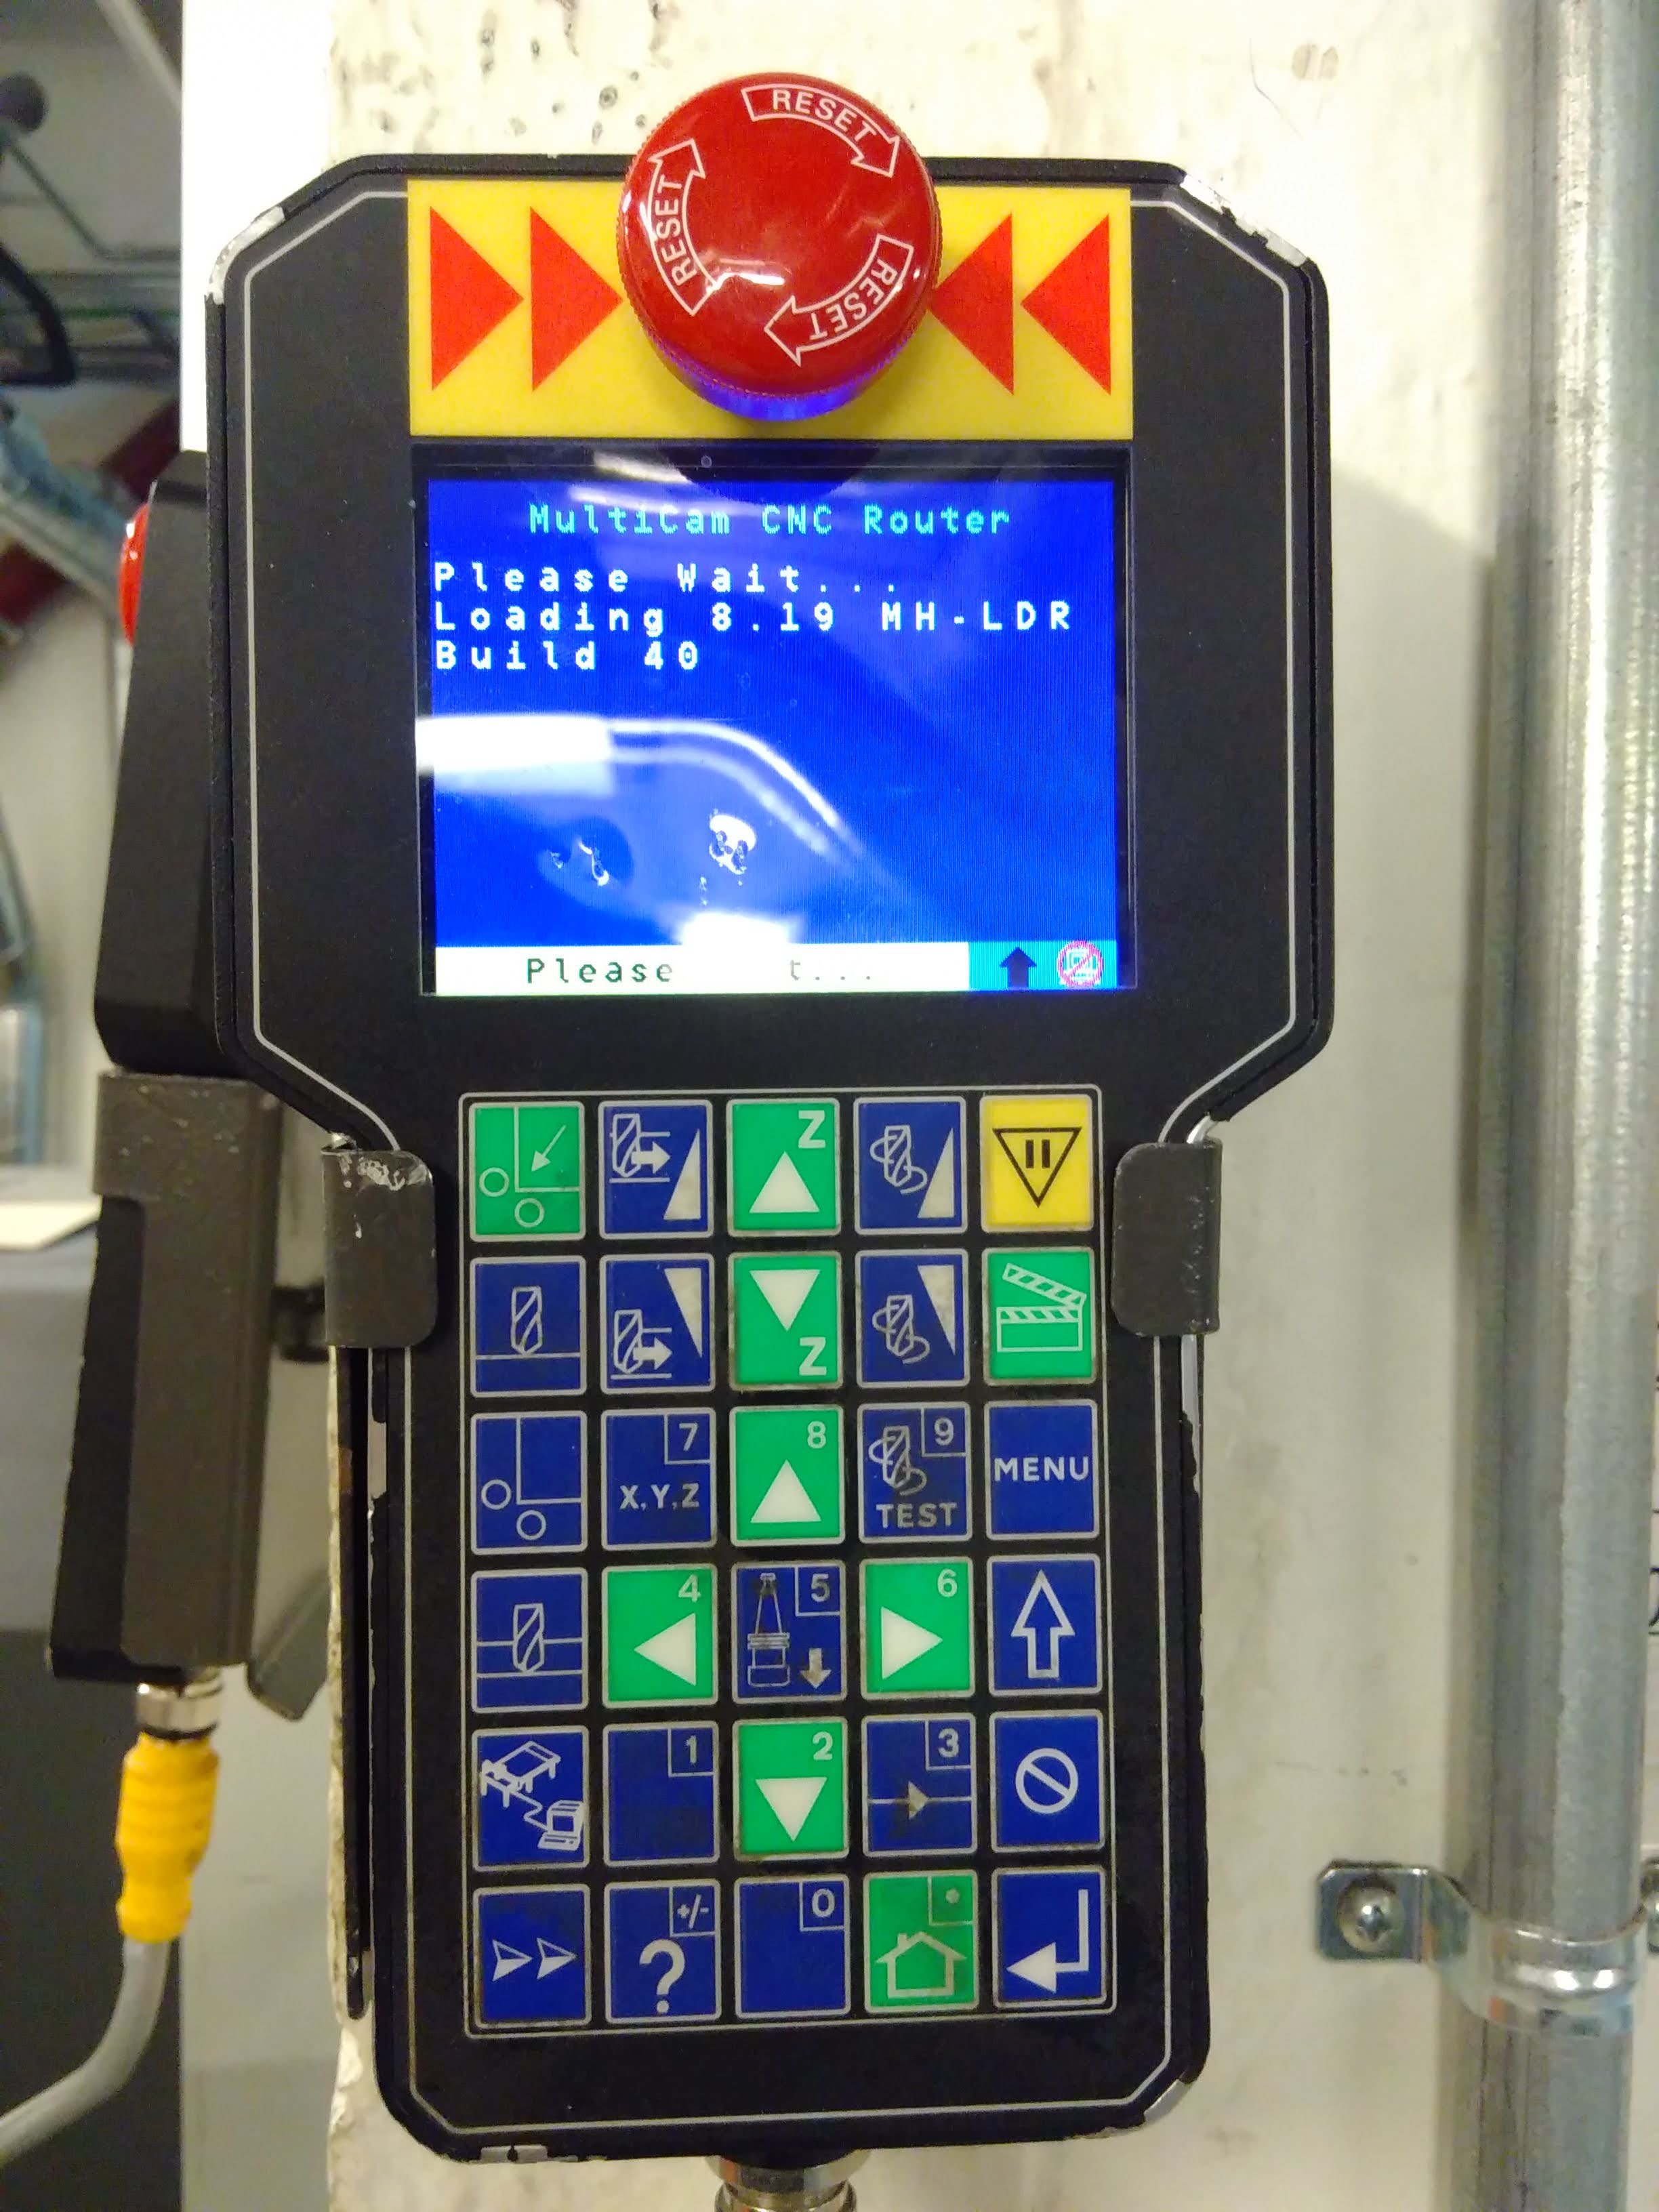 RESET
RESET
RESET
MultiCam CNC Router
Please Wait...
Loading 8.19 MH-LDR
Build 40
Please t...
Z
Z
7 8 9
X,Y,Z TEST MENU
4 5 6
1 2 3
+/- 0
?